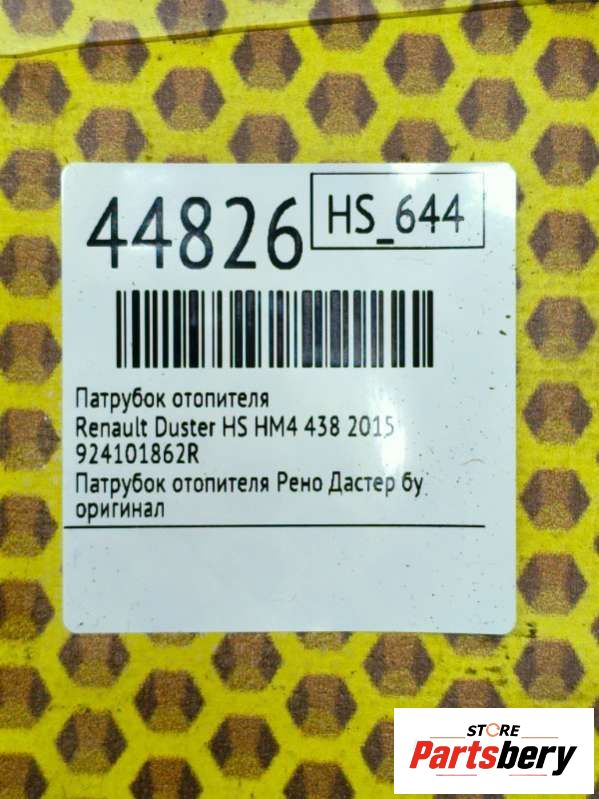 44826
HS_644
Патрубок отопителя
Renault Duster HS HM4 438 2015
924101862R
Патрубок отопителя Рено Дастер бу
оригинал
STORE
Partsbery